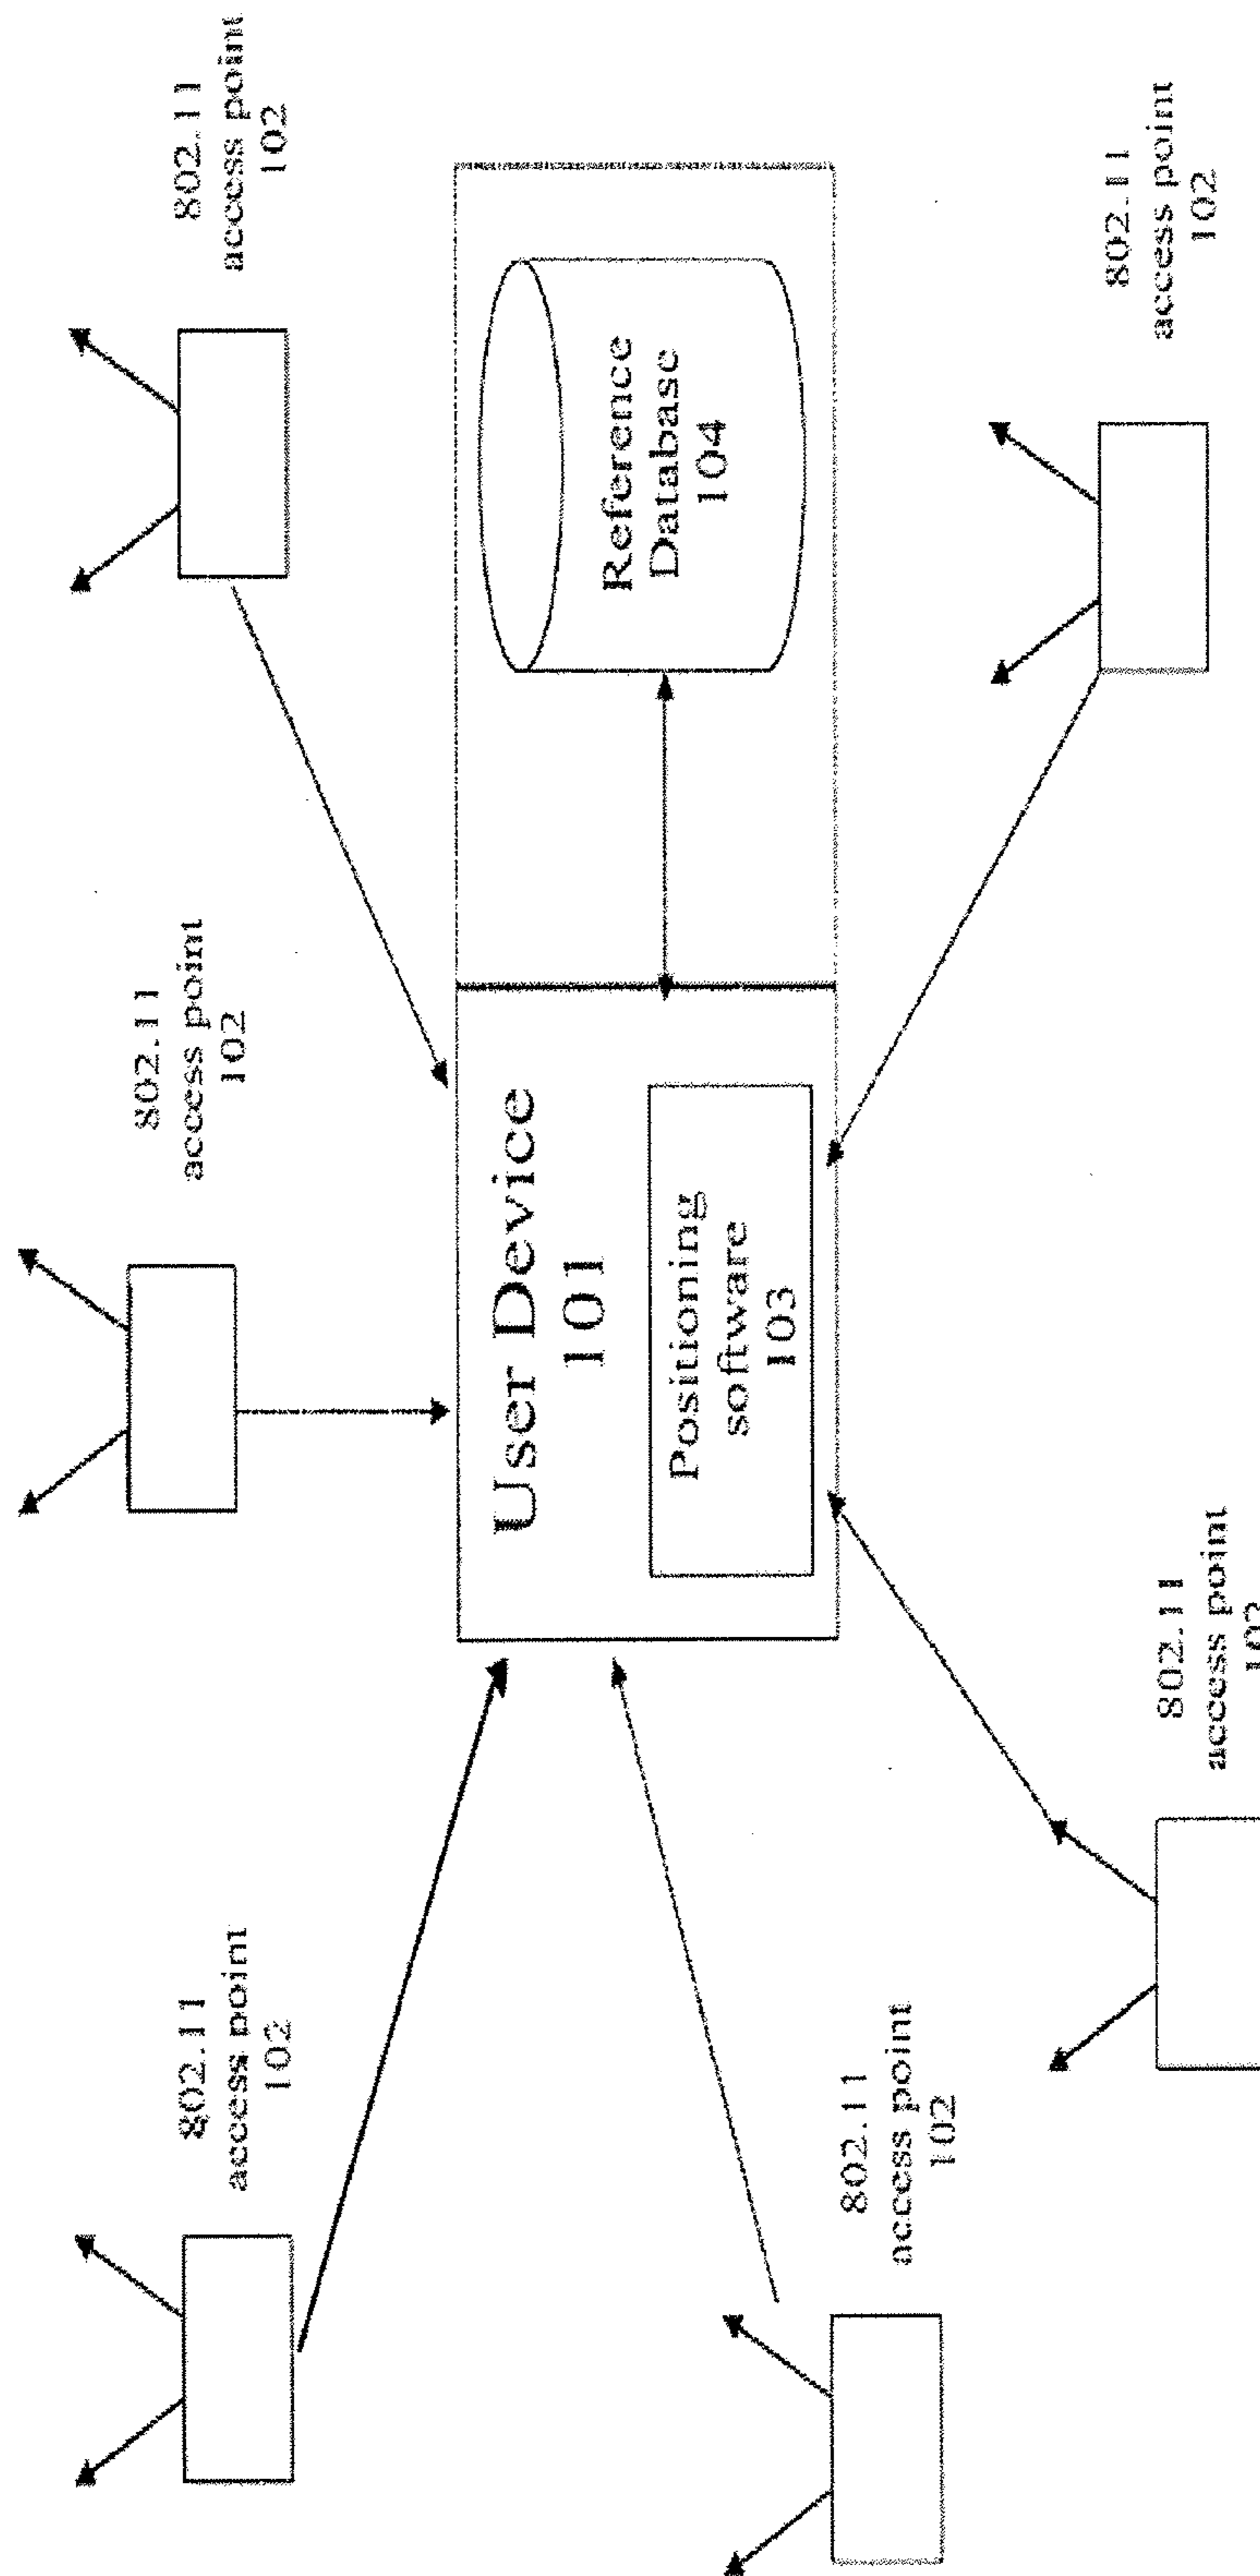 802.11
access point
102
802.11
access point
102
802.11
access point
102
User Device
101
Positioning
software
103
Reference
Database
104
802.11
access point
102
802.11
access point
102
802.11
access point
102